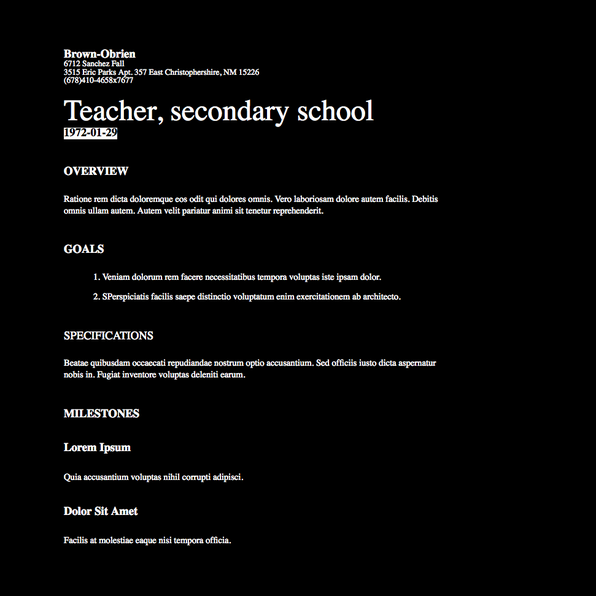 Brown-Obrien
6712 Sanchez Fall
3515 Eric Parks Apt. 357 East Christophershire, NM 15226
(678)410-4658x7677
Teacher, secondary school
1972-01-29
OVERVIEW
Ratione rem dicta doloremque eos odit qui dolores omnis. Vero laboriosam dolore autem facilis. Debitis
omnis ullam autem. Autem velit pariatur animi sit tenetur reprehenderit.
GOALS
1. Veniam dolorum rem facere necessitatibus tempora voluptas iste ipsam dolor.
2. SPerspiciatis facilis saepe distinctio voluptatum enim exercitationem ab architecto.
SPECIFICATIONS
Beatae quibusdam occaecati repudiandae nostrum optio accusantium. Sed officiis iusto dicta aspernatur
nobis in. Fugiat inventore voluptas deleniti earum.
MILESTONES
Lorem Ipsum
Quia accusantium voluptas nihil corrupti adipisci.
Dolor Sit Amet
Facilis at molestiae eaque nisi tempora officia.